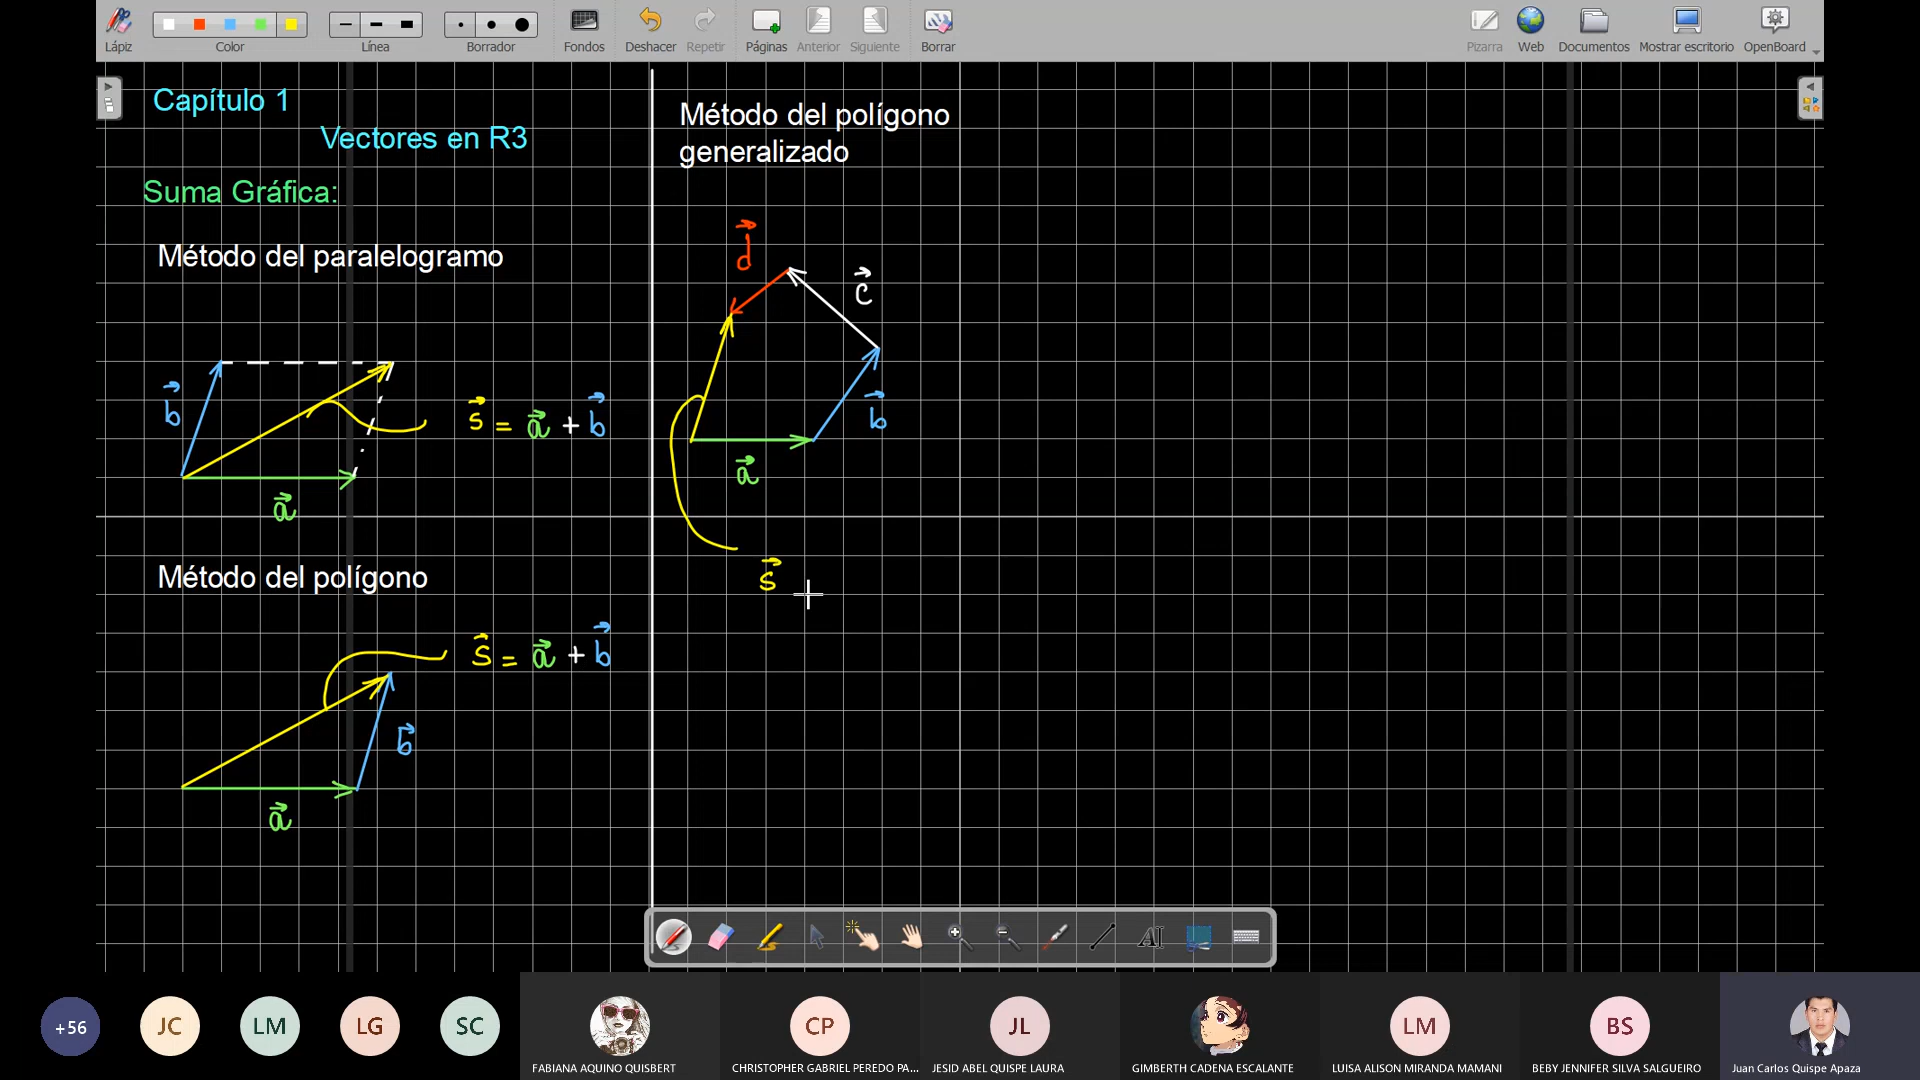 Lápiz Color Línea Borrador Fondos Deshacer Repetir Páginas Anterior Siguiente Borrar Pizarra Web Documentos Mostrar escritorio OpenBoard
Capítulo 1
Vectores en R3
Suma Gráfica:
Método del paralelogramo
b⃗
s⃗ = a⃗ + b⃗
a⃗
Método del polígono
s⃗ = a⃗ + b⃗
b⃗
a⃗
Método del polígono
generalizado
d⃗
c⃗
b⃗
a⃗
s⃗
AI
+56 JC LM LG SC CP JL LM BS
FABIANA AQUINO QUISBERT CHRISTOPHER GABRIEL PEREDO PA... JESID ABEL QUISPE LAURA GIMBERTH CADENA ESCALANTE LUISA ALISON MIRANDA MAMANI BEBY JENNIFER SILVA SALGUEIRO Juan Carlos Quispe Apaza